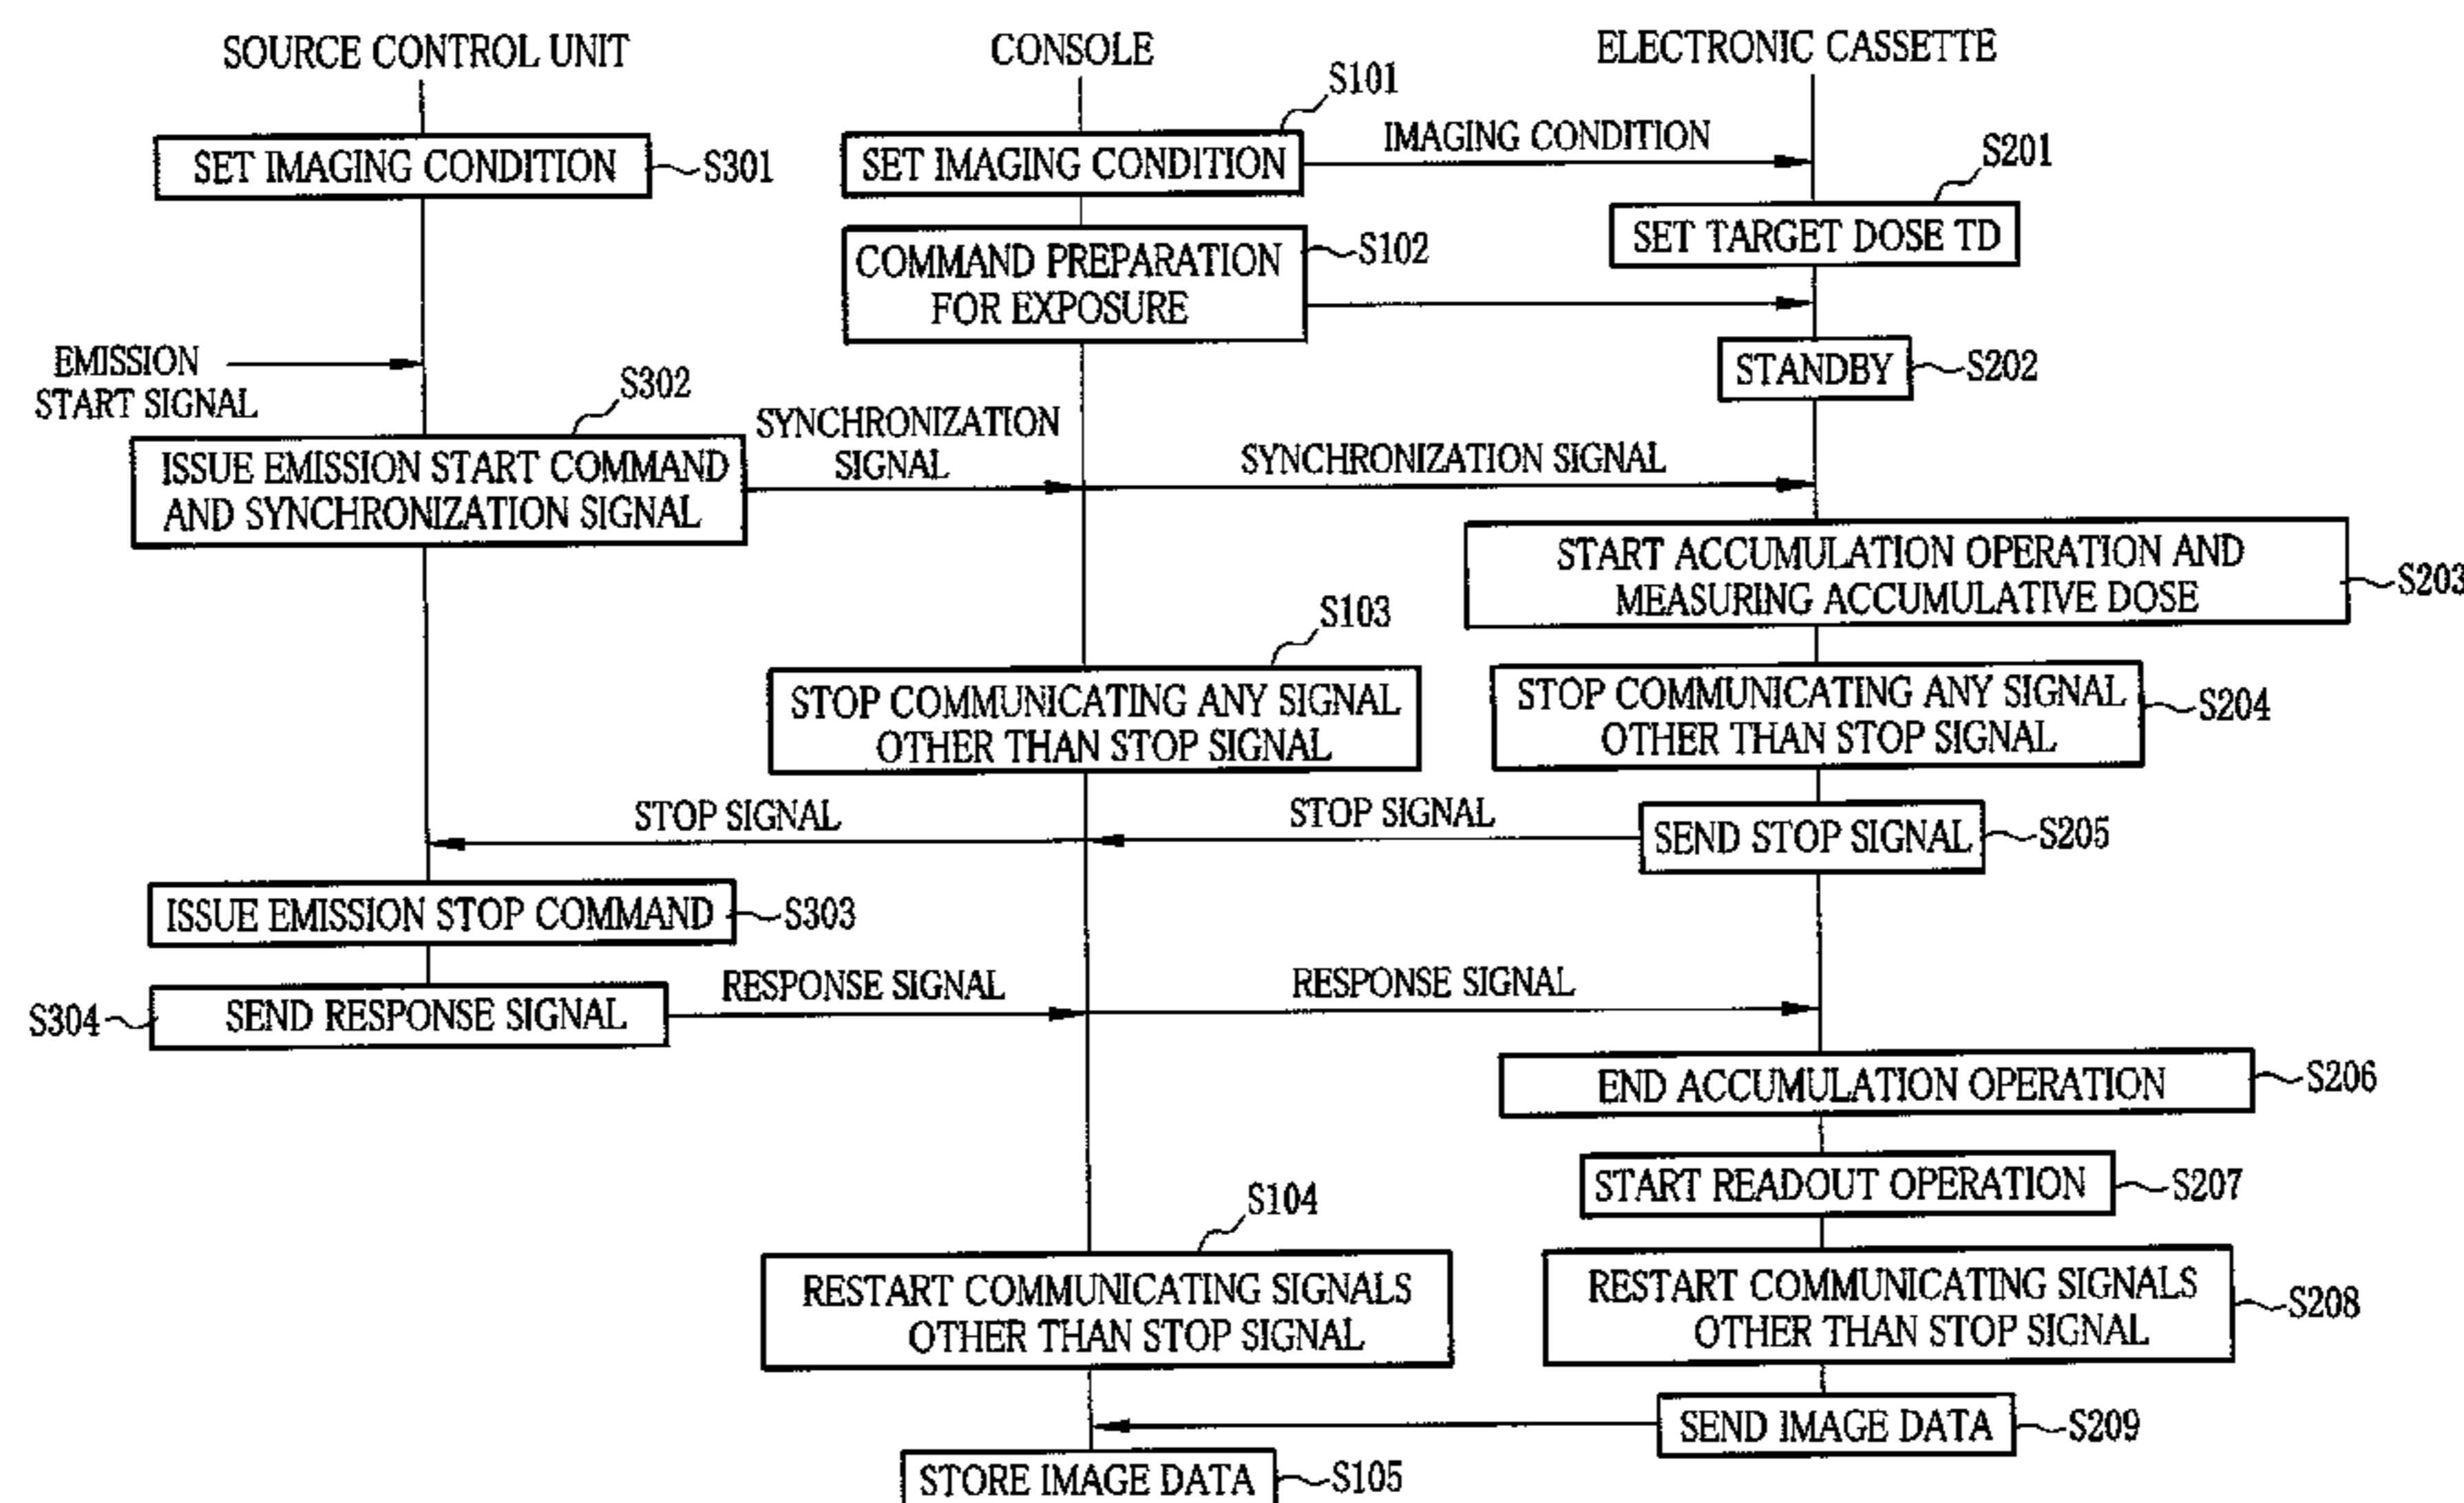 SOURCE CONTROL UNIT
CONSOLE
ELECTRONIC CASSETTE
S101
SET IMAGING CONDITION
S301
SET IMAGING CONDITION
IMAGING CONDITION
S201
SET TARGET DOSE TD
COMMAND PREPARATION
FOR EXPOSURE
S102
EMISSION
START SIGNAL
STANDBY
S202
S302
ISSUE EMISSION START COMMAND
AND SYNCHRONIZATION SIGNAL
SYNCHRONIZATION
SIGNAL
SYNCHRONIZATION SIGNAL
START ACCUMULATION OPERATION AND
MEASURING ACCUMULATIVE DOSE
S203
S103
STOP COMMUNICATING ANY SIGNAL
OTHER THAN STOP SIGNAL
STOP COMMUNICATING ANY SIGNAL
OTHER THAN STOP SIGNAL
S204
STOP SIGNAL
STOP SIGNAL
SEND STOP SIGNAL
S205
ISSUE EMISSION STOP COMMAND
S303
S304
SEND RESPONSE SIGNAL
RESPONSE SIGNAL
RESPONSE SIGNAL
END ACCUMULATION OPERATION
S206
START READOUT OPERATION
S207
S104
RESTART COMMUNICATING SIGNALS
OTHER THAN STOP SIGNAL
RESTART COMMUNICATING SIGNALS
OTHER THAN STOP SIGNAL
S208
SEND IMAGE DATA
S209
STORE IMAGE DATA
S105